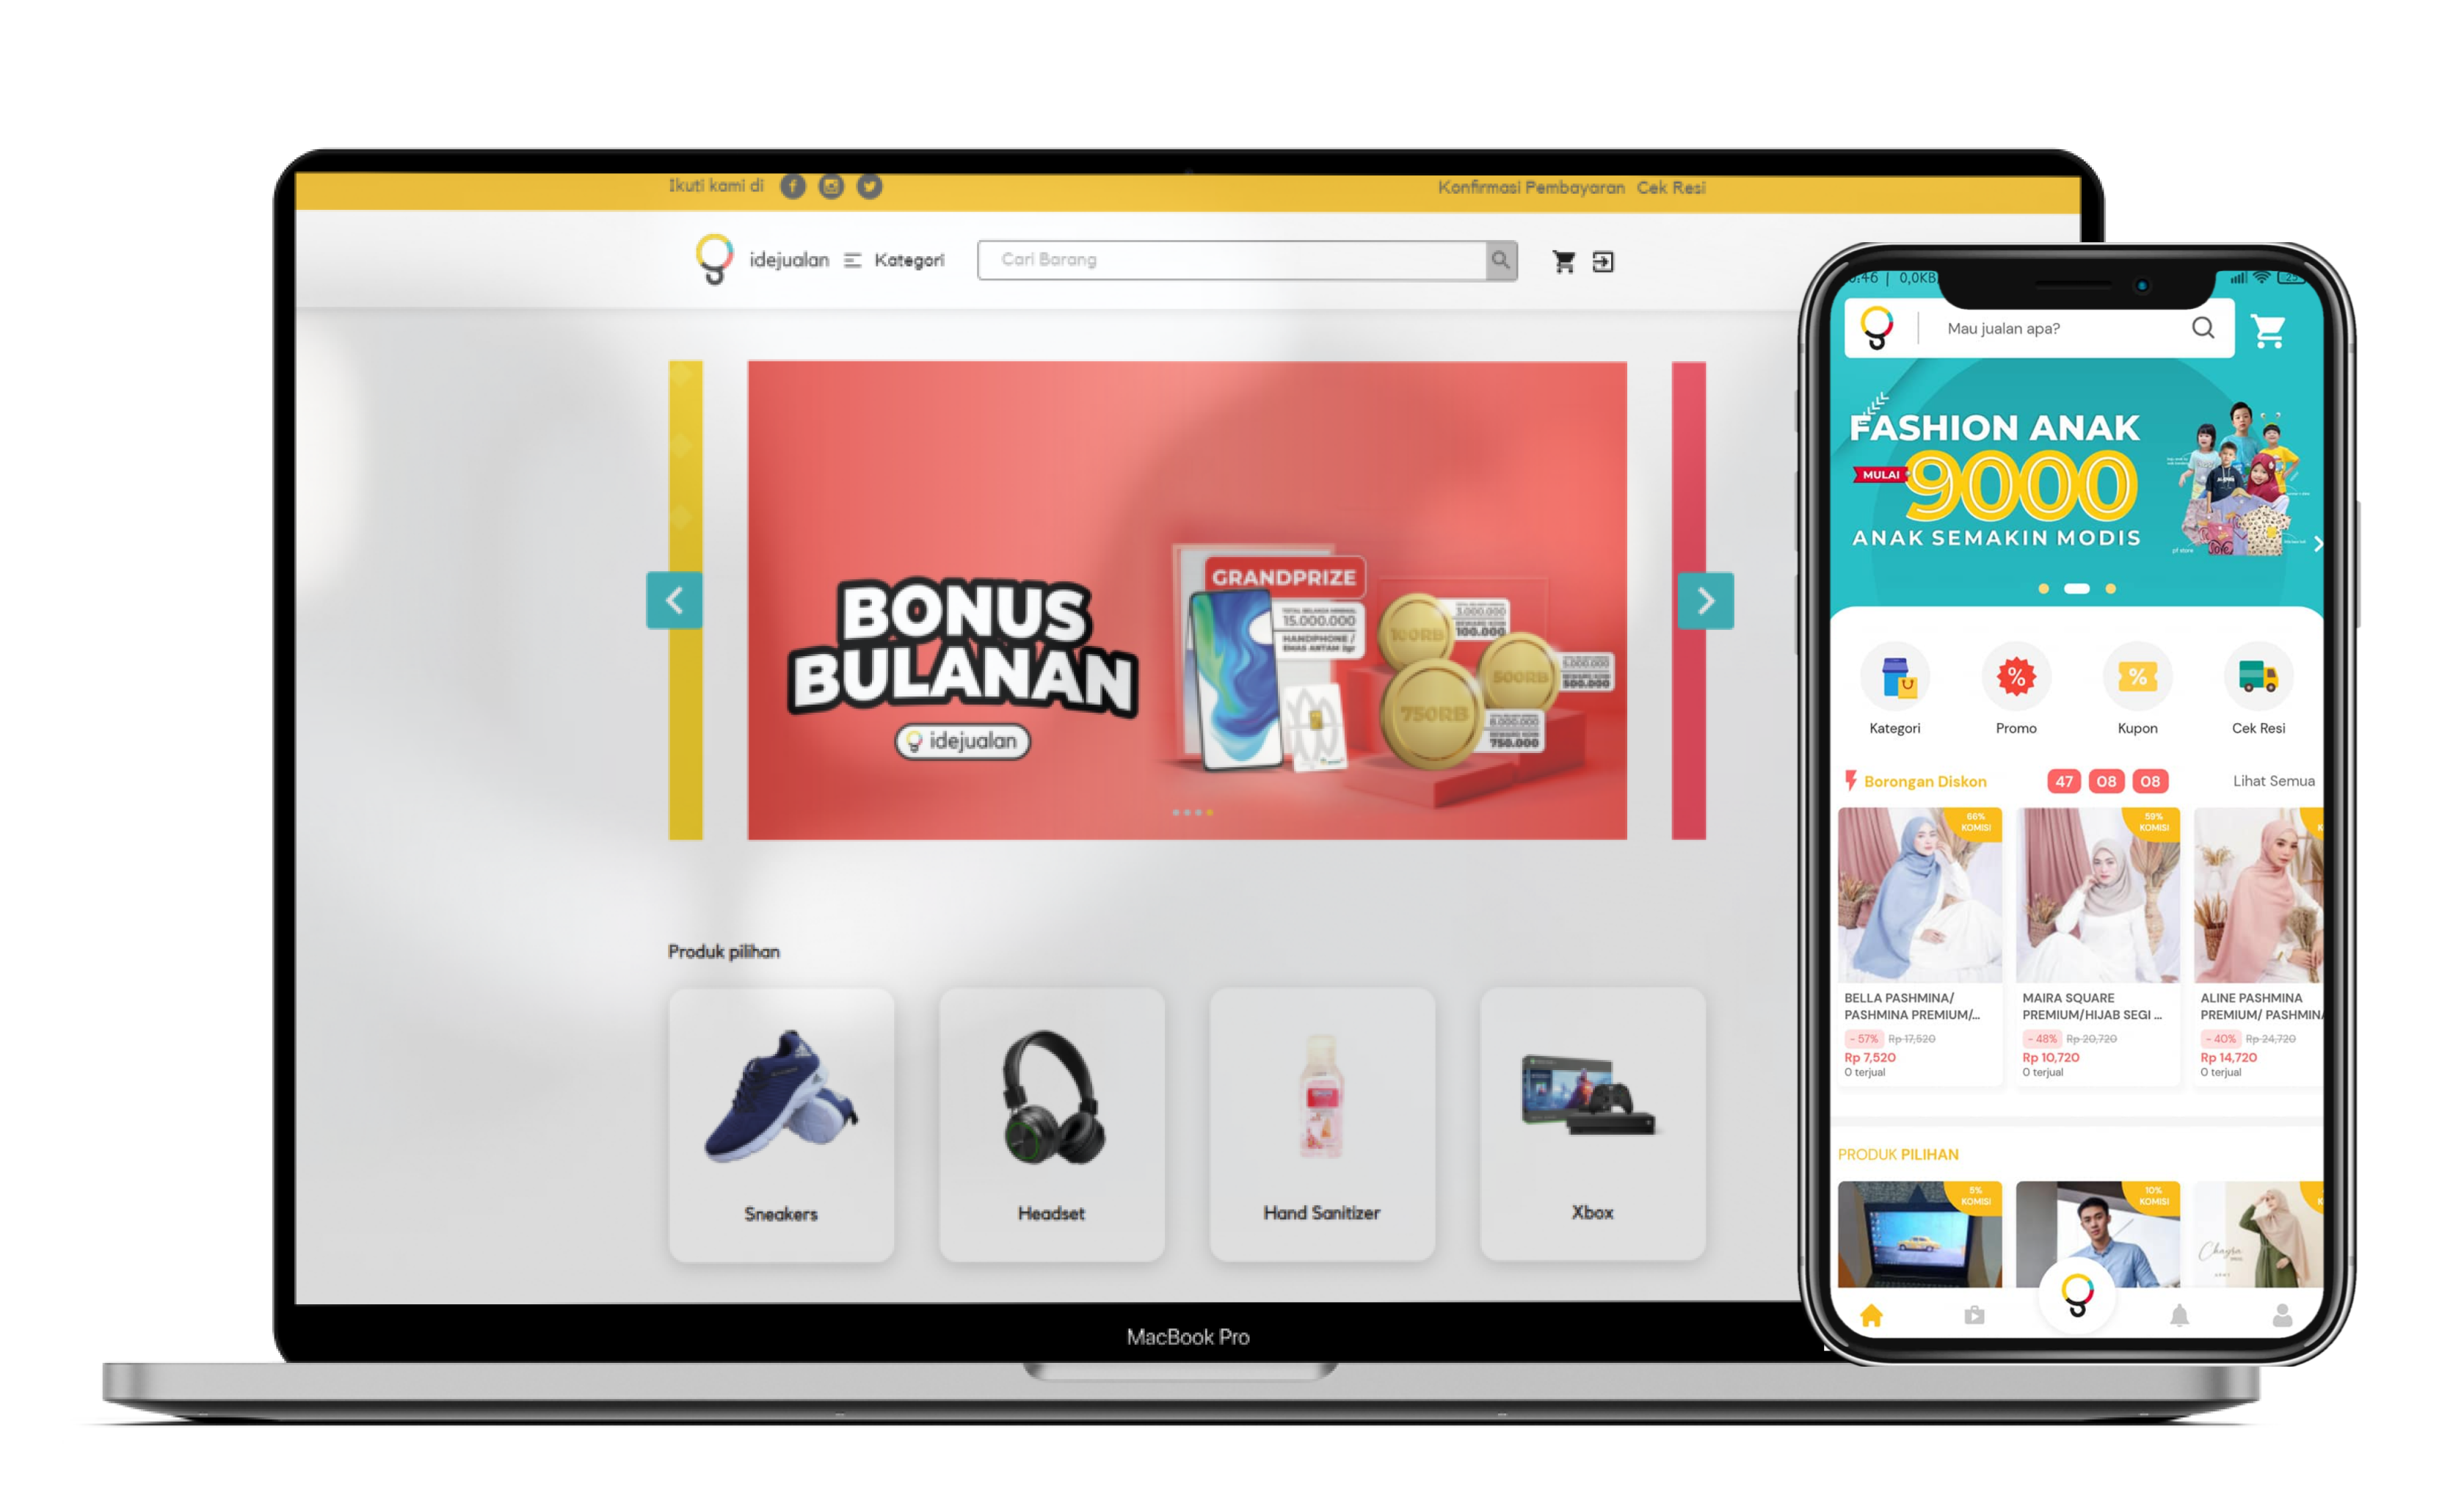 Ikuti kami di
Konfirmasi Pembayaran Cek Resi
idejualan
Kategori
Cari Barang
BONUS
BULANAN
idejualan
GRANDPRIZE
TOTAL BELANJA MINIMAL
15.000.000
HANDPHONE /
EMAS ANTAM 2gr
100RB
3.000.000
100.000
500RB
5.000.000
500.000
750RB
8.000.000
750.000
Produk pilihan
Sneakers
Headset
Hand Sanitizer
Xbox
MacBook Pro
:46 | 0,0KB
Mau jualan apa?
FASHION ANAK
MULAI
9000
ANAK SEMAKIN MODIS
Kategori
Promo
Kupon
Cek Resi
Borongan Diskon
47 08 08
Lihat Semua
66%
KOMISI
59%
KOMISI
BELLA PASHMINA/
PASHMINA PREMIUM/...
- 57% Rp 17,520
Rp 7,520
0 terjual
MAIRA SQUARE
PREMIUM/HIJAB SEGI ...
- 48% Rp 20,720
Rp 10,720
0 terjual
ALINE PASHMINA
PREMIUM/ PASHMINA
- 40% Rp 24,720
Rp 14,720
0 terjual
PRODUK PILIHAN
5%
KOMISI
10%
KOMISI
Chayra